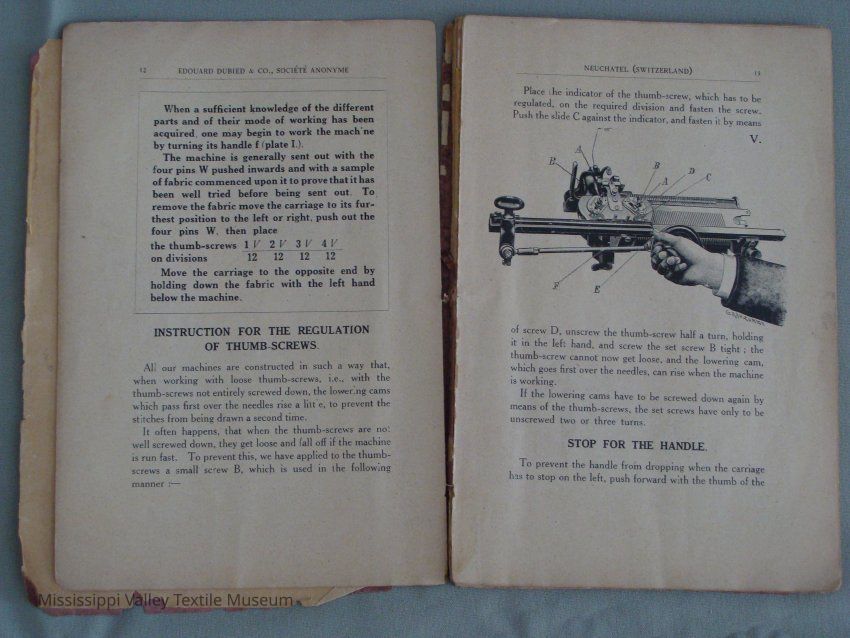 12 EDOUARD DUBIED & CO., SOCIÉTÉ ANONYME
When a sufficient knowledge of the different
parts and of their mode of working has been
acquired, one may begin to work the mach'ne
by turning its handle f (plate I.).
The machine is generally sent out with the
four pins W pushed inwards and with a sample
of fabric commenced upon it to prove that it has
been well tried before being sent out. To
remove the fabric move the carriage to its fur-
thest position to the left or right, push out the
four pins W, then place
the thumb-screws 1 V 2 V 3 V 4 V
on divisions 12 12 12 12
Move the carriage to the opposite end by
holding down the fabric with the left hand
below the machine.
INSTRUCTION FOR THE REGULATION
OF THUMB-SCREWS.
All our machines are constructed in such a way that,
when working with loose thumb-screws, i.e., with the
thumb-screws not entirely screwed down, the lowering cams
which pass first over the needles rise a litt e, to prevent the
stitches from being drawn a second time.
It often happens, that when the thumb-screws are not
well screwed down, they get loose and fall off if the machine
is run fast. To prevent this, we have applied to the thumb-
screws a small screw B, which is used in the following
manner :—
NEUCHATEL (SWITZERLAND) 13
Place the indicator of the thumb-screw, which has to be
regulated, on the required division and fasten the screw.
Push the slide C against the indicator, and fasten it by means
V.
A
B
B
A
D
C
F
E
of screw D, unscrew the thumb-screw half a turn, holding
it in the left hand, and screw the set screw B tight ; the
thumb-screw cannot now get loose, and the lowering cam,
which goes first over the needles, can rise when the machine
is working.
If the lowering cams have to be screwed down again by
means of the thumb-screws, the set screws have only to be
unscrewed two or three turns.
STOP FOR THE HANDLE.
To prevent the handle from dropping when the carriage
has to stop on the left, push forward with the thumb of the
Mississippi Valley Textile Museum